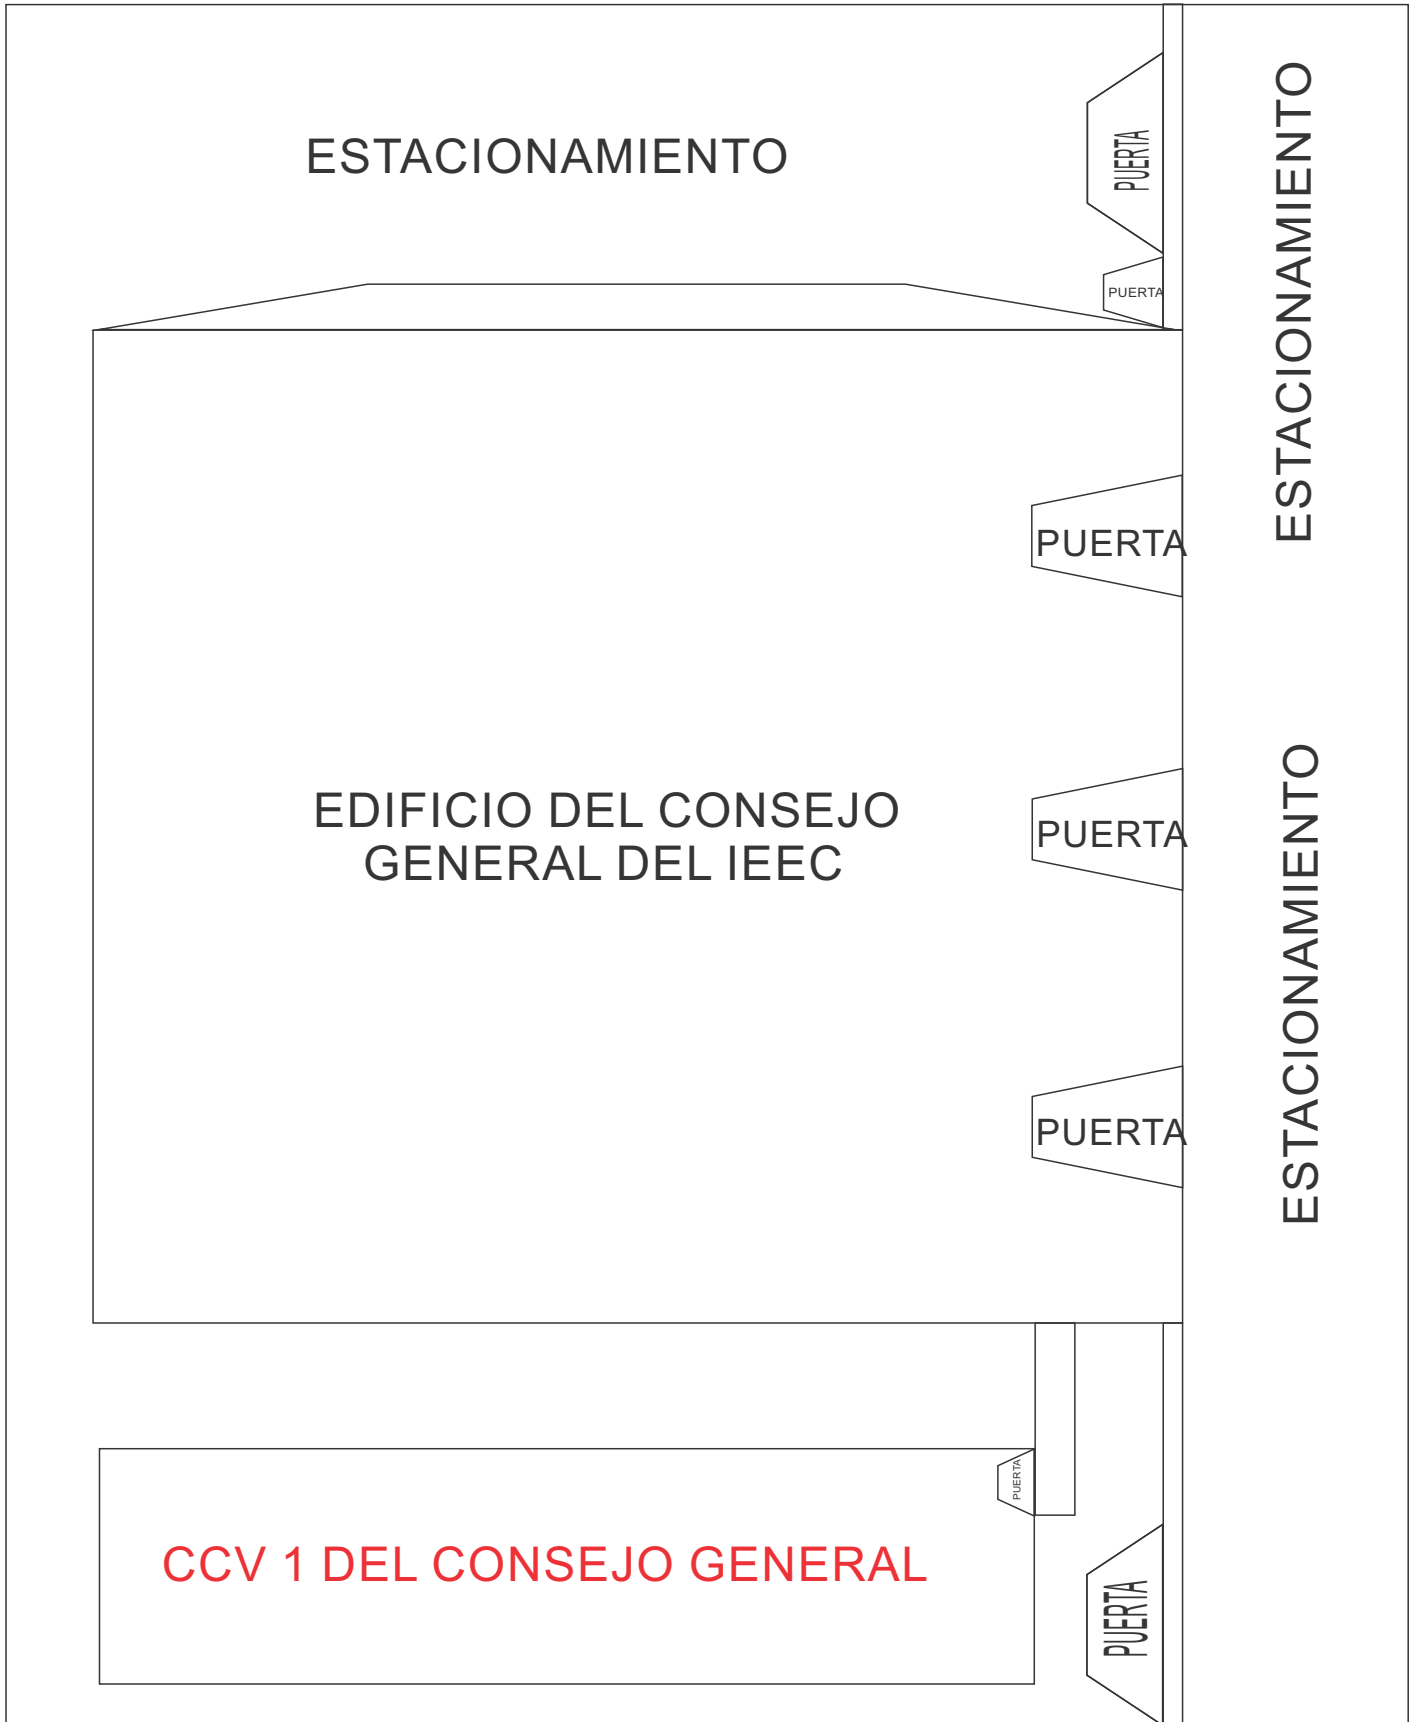 ESTACIONAMIENTO
PUERTA
PUERTA
ESTACIONAMIENTO
PUERTA
EDIFICIO DEL CONSEJO
GENERAL DEL IEEC
PUERTA
ESTACIONAMIENTO
PUERTA
PUERTA
CCV 1 DEL CONSEJO GENERAL
PUERTA